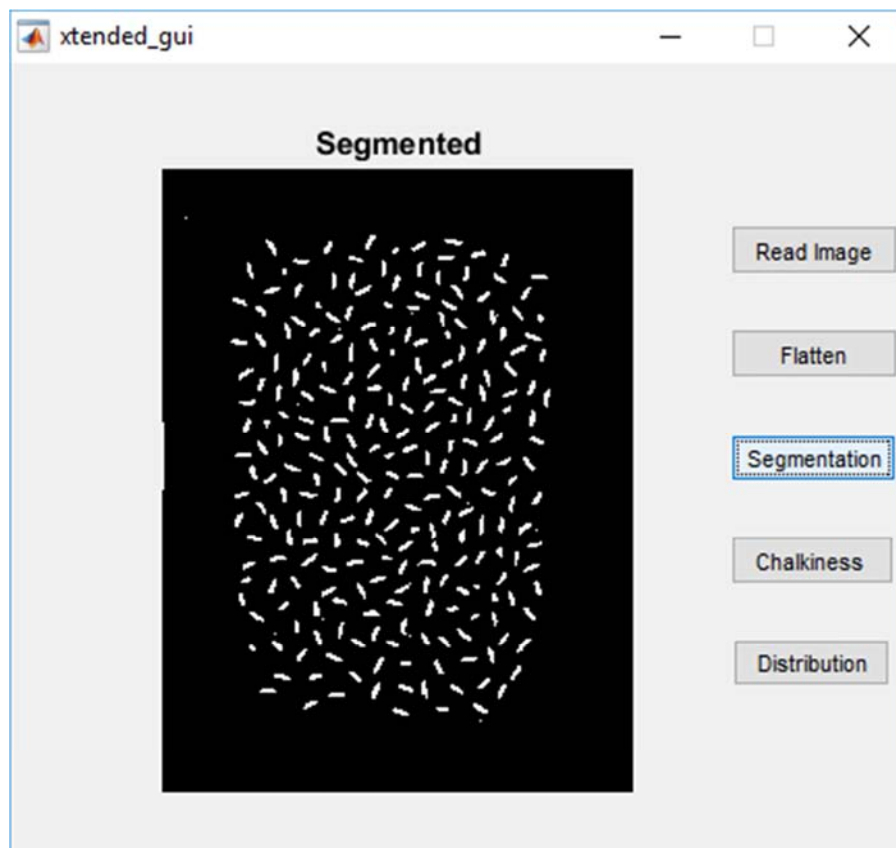 xtended_gui
Segmented
Read Image
Flatten
Segmentation
Chalkiness
Distribution